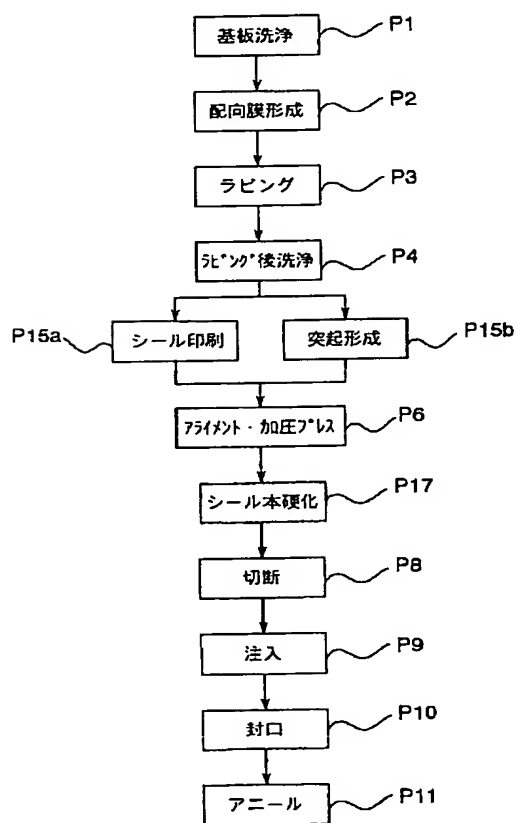 基板洗浄 P1
配向膜形成 P2
ラビング P3
ﾗﾋﾞﾝｸﾞ後洗浄 P4
P15a シール印刷 突起形成 P15b
ｱﾗｲﾒﾝﾄ・加圧ﾌﾟﾚｽ P6
シール本硬化 P17
切断 P8
注入 P9
封口 P10
アニール P11